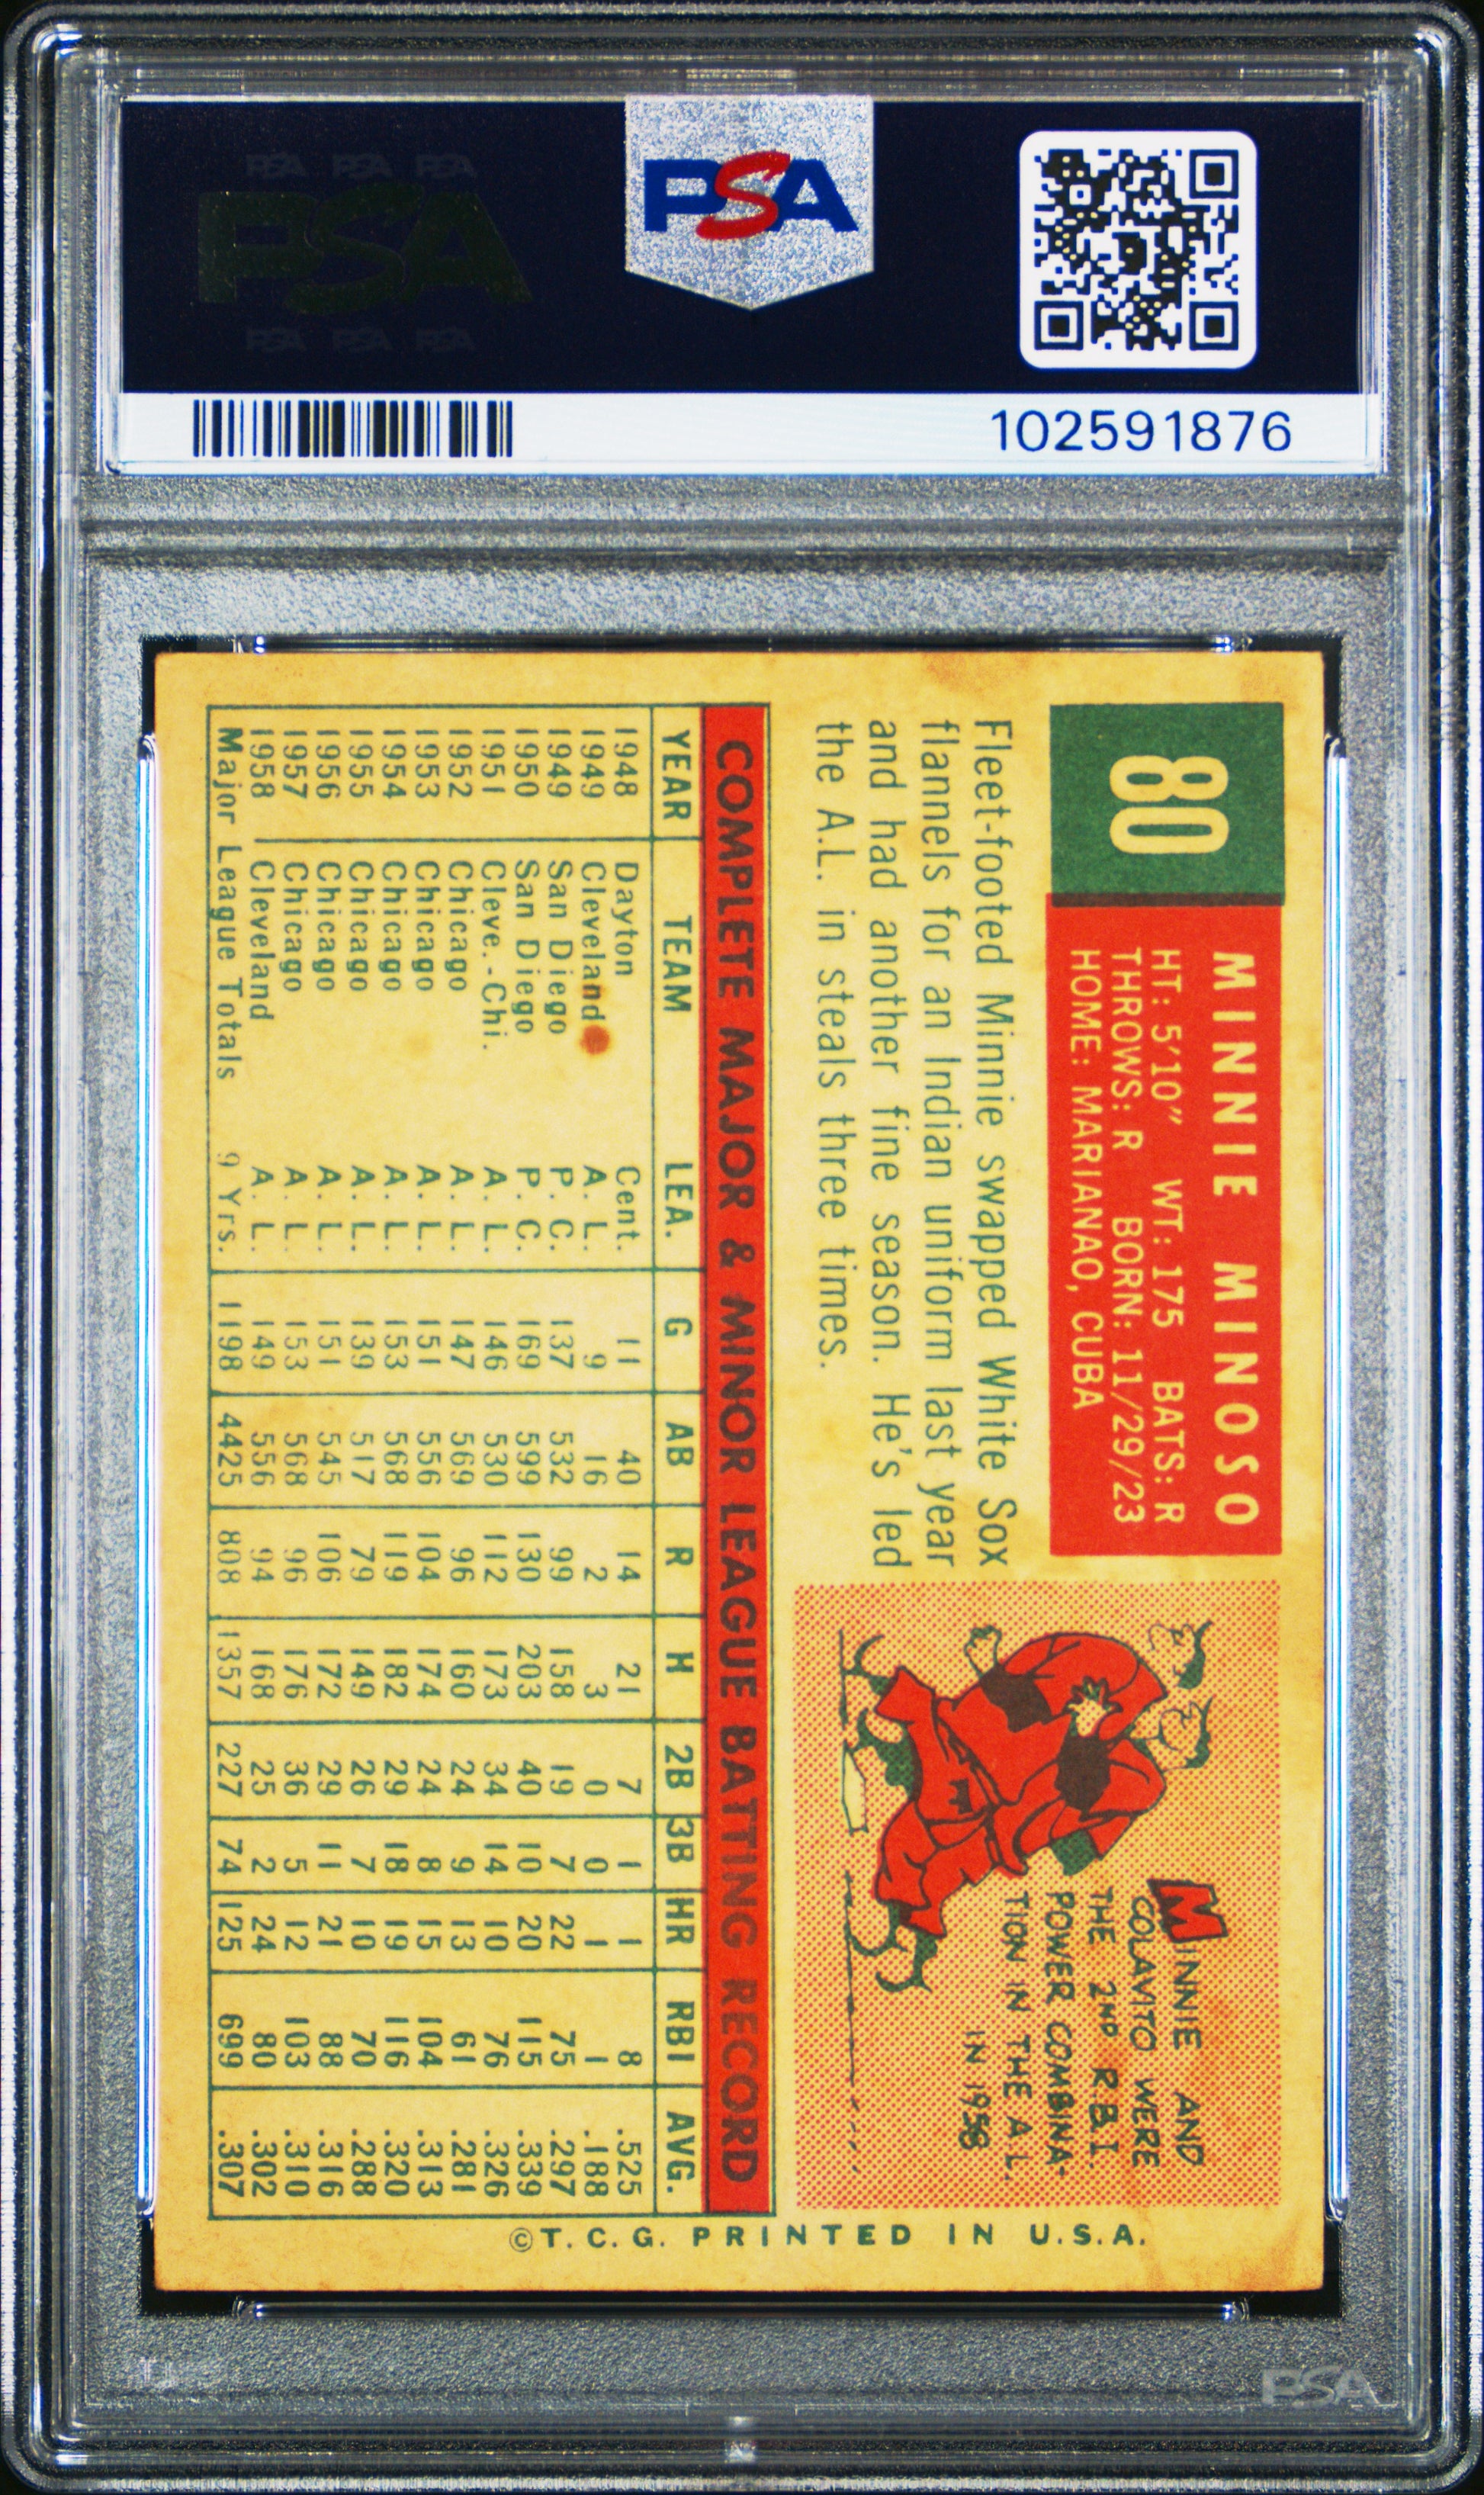 PSA PSA PSA
PSA
PSA PSA PSA
PSA
102591876
80
MINNIE MINOSO
HT: 5'10" WT: 175 BATS: R
THROWS: R BORN: 11/29/23
HOME: MARIANAO, CUBA
Fleet-footed Minnie swapped White Sox
flannels for an Indian uniform last year
and had another fine season. He's led
the A.L. in steals three times.
MINNIE AND
COLAVITO WERE
THE 2ND R.B.I.
POWER COMBINA-
TION IN THE A.L.
IN 1958
COMPLETE MAJOR & MINOR LEAGUE BATTING RECORD
YEAR TEAM LEA. G AB R H 2B 3B HR RBI AVG.
1948 Dayton Cent. 11 40 14 21 7 1 1 8 .525
1949 Cleveland A. L. 9 16 2 3 0 0 1 1 .188
1949 San Diego P. C. 137 532 99 158 19 7 22 75 .297
1950 San Diego P. C. 169 599 130 203 40 10 20 115 .339
1951 Cleve.-Chi. A. L. 146 530 112 173 34 14 10 76 .326
1952 Chicago A. L. 147 569 96 160 24 9 13 61 .281
1953 Chicago A. L. 151 556 104 174 24 8 15 104 .313
1954 Chicago A. L. 153 568 119 182 29 18 19 116 .320
1955 Chicago A. L. 139 517 79 149 26 7 10 70 .288
1956 Chicago A. L. 151 545 106 172 29 11 21 88 .316
1957 Chicago A. L. 153 568 96 176 36 5 12 103 .310
1958 Cleveland A. L. 149 556 94 168 25 2 24 80 .302
Major League Totals 9 Yrs. 1198 4425 808 1357 227 74 125 699 .307
©T. C. G. PRINTED IN U.S.A.
PSA